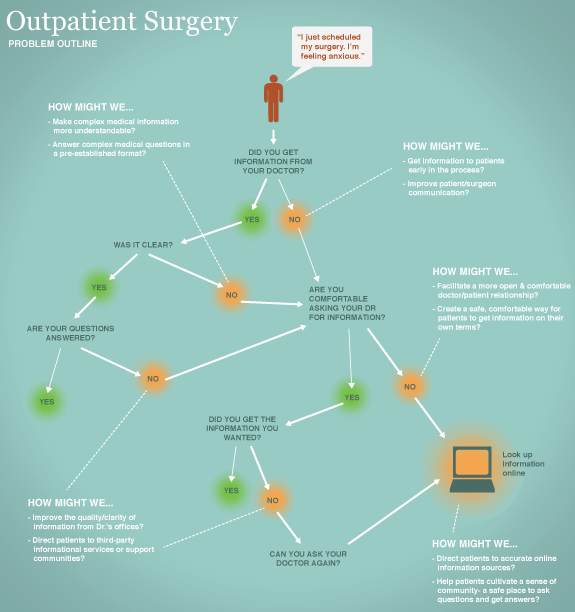 Outpatient Surgery
PROBLEM OUTLINE
“I just scheduled
my surgery. I’m
feeling anxious.”
HOW MIGHT WE...
- Make complex medical information
more understandable?
- Answer complex medical questions in
a pre-established format?
DID YOU GET
INFORMATION FROM
YOUR DOCTOR?
HOW MIGHT WE...
- Get information to patients
early in the process?
- Improve patient/surgeon
communication?
YES
NO
WAS IT CLEAR?
YES
NO
ARE YOU
COMFORTABLE
ASKING YOUR DR
FOR INFORMATION?
HOW MIGHT WE...
- Facilitate a more open & comfortable
doctor/patient relationship?
- Create a safe, comfortable way for
patients to get information on their
own terms?
ARE YOUR QUESTIONS
ANSWERED?
YES
NO
YES
NO
DID YOU GET THE
INFORMATION YOU
WANTED?
YES
NO
Look up
information
online
HOW MIGHT WE...
- Improve the quality/clarity of
information from Dr.'s offices?
- Direct patients to third-party
informational services or support
communities?
CAN YOU ASK YOUR
DOCTOR AGAIN?
HOW MIGHT WE...
- Direct patients to accurate online
information sources?
- Help patients cultivate a sense of
community- a safe place to ask
questions and get answers?